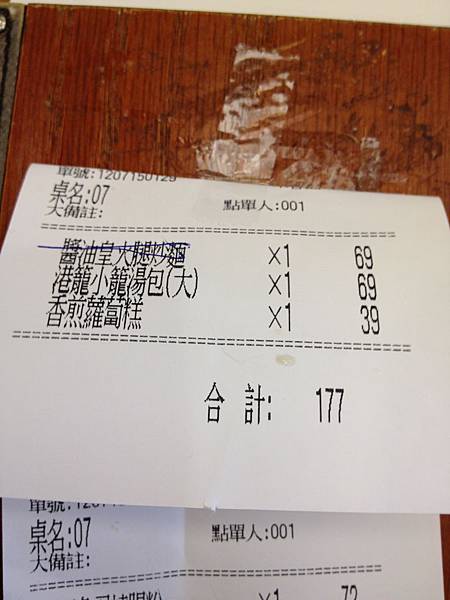 單號:1207150129
桌名:07
大備註:
點單人:001
醬油皇大腿炒麵 X1 69
港籠小籠湯包(大) X1 69
香煎蘿蔔糕 X1 39
合 計: 177
單號:
桌名:07
大備註:
點單人:001
X1 72